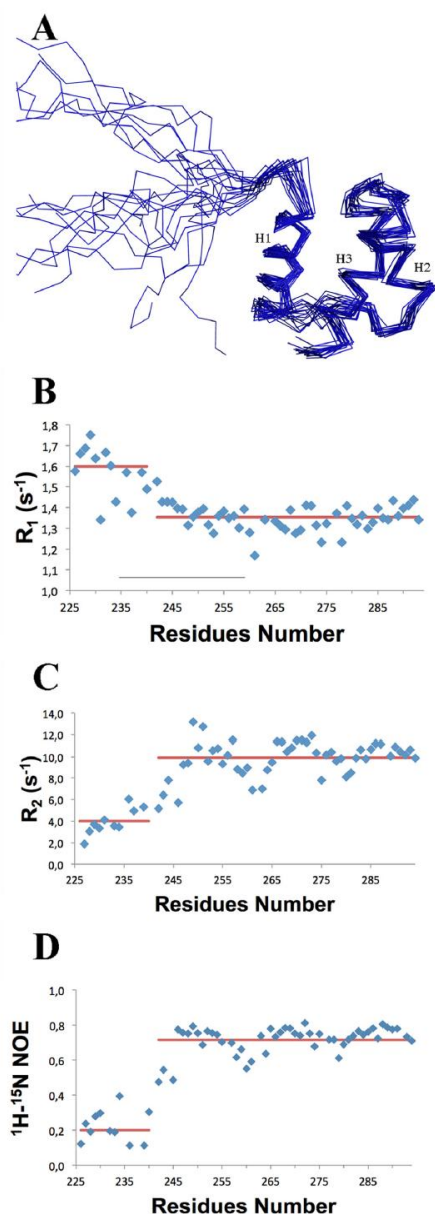 A
H1
H3
H2
B
R1 (s-1)
1,8
1,7
1,6
1,5
1,4
1,3
1,2
1,1
1,0
225 235 245 255 265 275 285
Residues Number
C
R2 (s-1)
14,0
12,0
10,0
8,0
6,0
4,0
2,0
0,0
225 235 245 255 265 275 285
Residues Number
D
1H-15N NOE
1,0
0,8
0,6
0,4
0,2
0,0
225 235 245 255 265 275 285
Residues Number